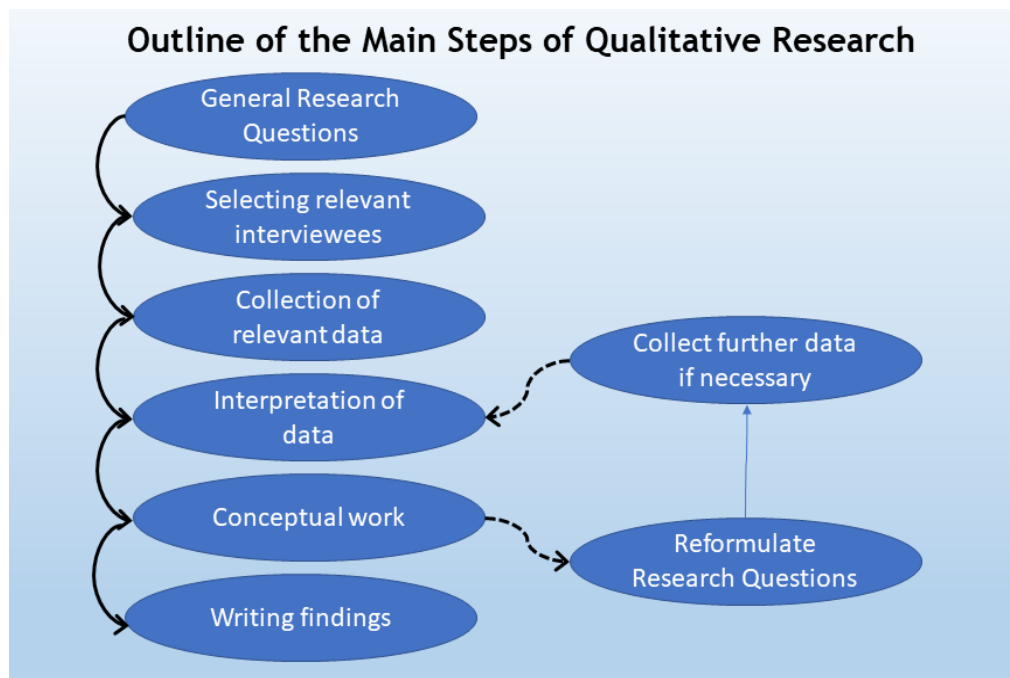 Outline of the Main Steps of Qualitative Research
General Research
Questions
Selecting relevant
interviewees
Collection of
relevant data
Interpretation of
data
Conceptual work
Writing findings
Collect further data
if necessary
Reformulate
Research Questions